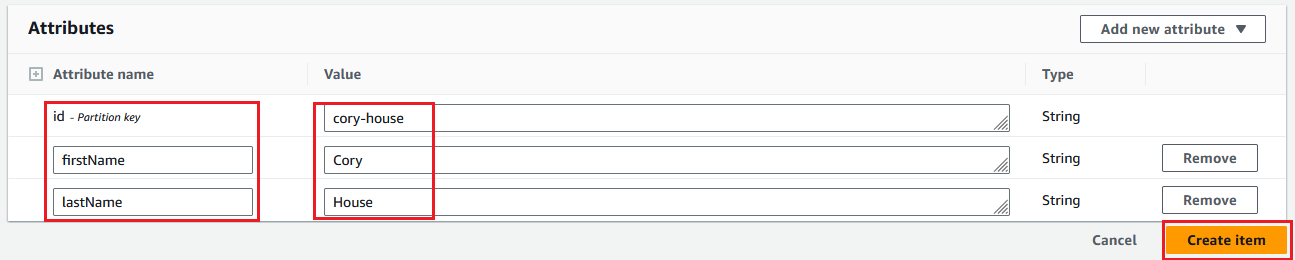 Attributes
Add new attribute
Attribute name Value Type
id - Partition key cory-house String
firstName Cory String Remove
lastName House String Remove
Cancel Create item